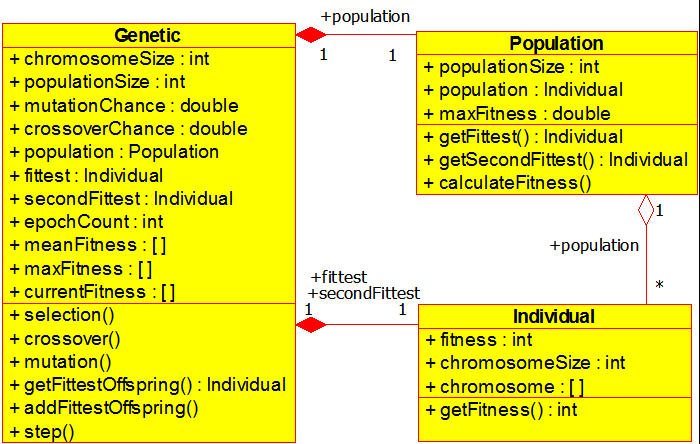 Genetic
+ chromosomeSize : int
+ populationSize : int
+ mutationChance : double
+ crossoverChance : double
+ population : Population
+ fittest : Individual
+ secondFittest : Individual
+ epochCount : int
+ meanFitness : [ ]
+ maxFitness : [ ]
+ currentFitness : [ ]
+ selection()
+ crossover()
+ mutation()
+ getFittestOffspring() : Individual
+ addFittestOffspring()
+ step()
+population
1
1
Population
+ populationSize : int
+ population : Individual
+ maxFitness : double
+ getFittest() : Individual
+ getSecondFittest() : Individual
+ calculateFitness()
1
+population
*
+fittest
+secondFittest
1
1
Individual
+ fitness : int
+ chromosomeSize : int
+ chromosome : [ ]
+ getFitness() : int